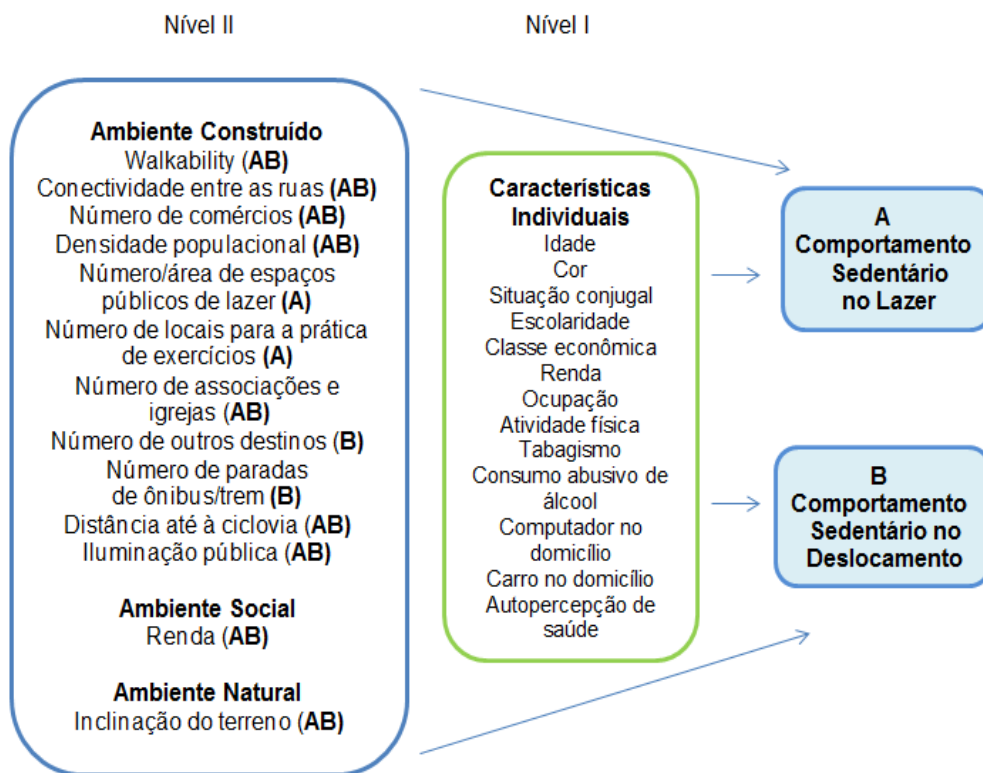 Nível II
Nível I
Ambiente Construído
Walkability (AB)
Conectividade entre as ruas (AB)
Número de comércios (AB)
Densidade populacional (AB)
Número/área de espaços
públicos de lazer (A)
Número de locais para a prática
de exercícios (A)
Número de associações e
igrejas (AB)
Número de outros destinos (B)
Número de paradas
de ônibus/trem (B)
Distância até à ciclovia (AB)
Iluminação pública (AB)
Ambiente Social
Renda (AB)
Ambiente Natural
Inclinação do terreno (AB)
Características
Individuais
Idade
Cor
Situação conjugal
Escolaridade
Classe econômica
Renda
Ocupação
Atividade física
Tabagismo
Consumo abusivo de
álcool
Computador no
domicílio
Carro no domicílio
Autopercepção de
saúde
A
Comportamento
Sedentário
no Lazer
B
Comportamento
Sedentário no
Deslocamento